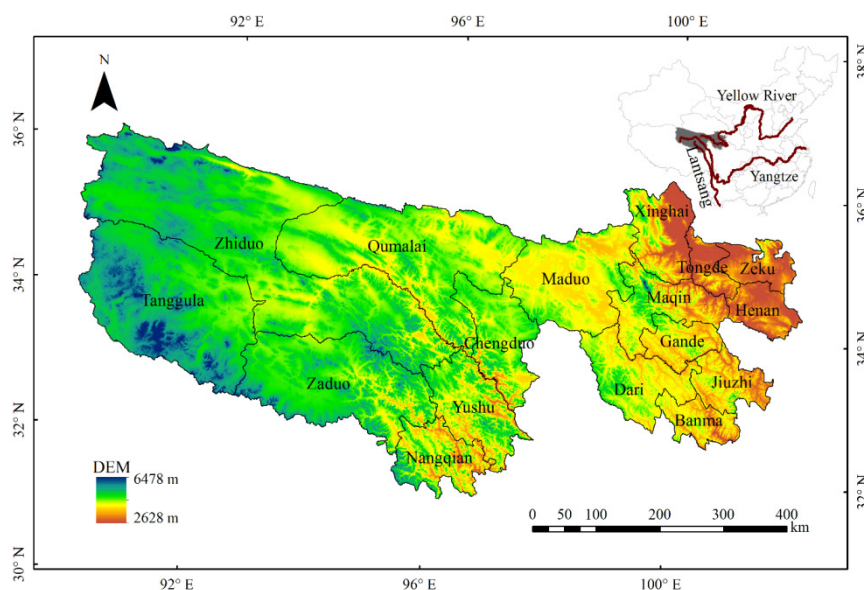 92° E
96° E
100° E
N
38° N
36° N
Yellow River
Lantsang
Yangtze
36° N
Xinghai
Zhiduo
Qumalai
Tongde
Zeku
34° N
Maduo
Tanggula
Maqin
Henan
Chengduo
Gande
34° N
Zaduo
Dari
Jiuzhi
Yushu
32° N
Banma
Nangqian
DEM
6478 m
2628 m
32° N
0 50 100 200 300 400
km
30° N
92° E
96° E
100° E